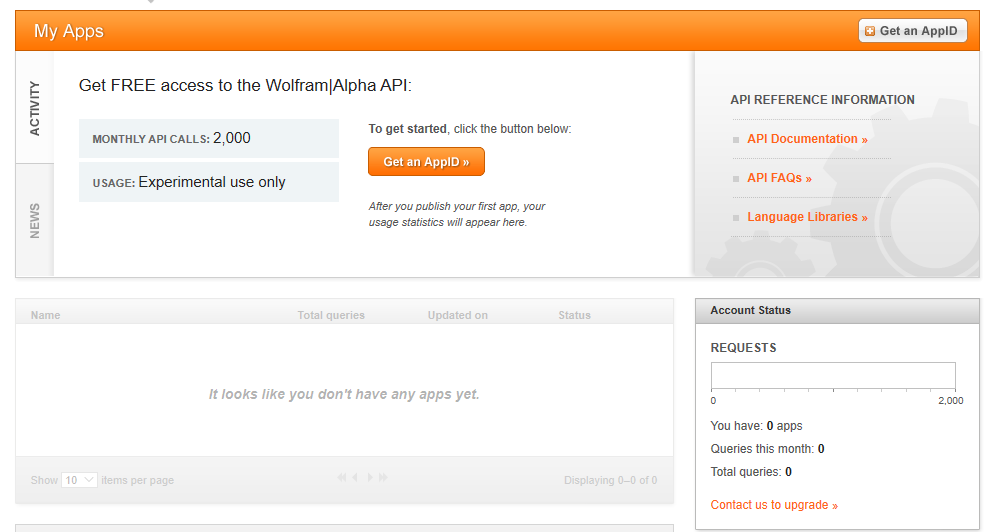 My Apps
Get an AppID
ACTIVITY
NEWS
Get FREE access to the Wolfram|Alpha API:
MONTHLY API CALLS: 2,000
USAGE: Experimental use only
To get started, click the button below:
Get an AppID »
After you publish your first app, your
usage statistics will appear here.
API REFERENCE INFORMATION
API Documentation »
API FAQs »
Language Libraries »
Name Total queries Updated on Status
It looks like you don't have any apps yet.
Show 10 items per page
Displaying 0–0 of 0
Account Status
REQUESTS
0 2,000
You have: 0 apps
Queries this month: 0
Total queries: 0
Contact us to upgrade »